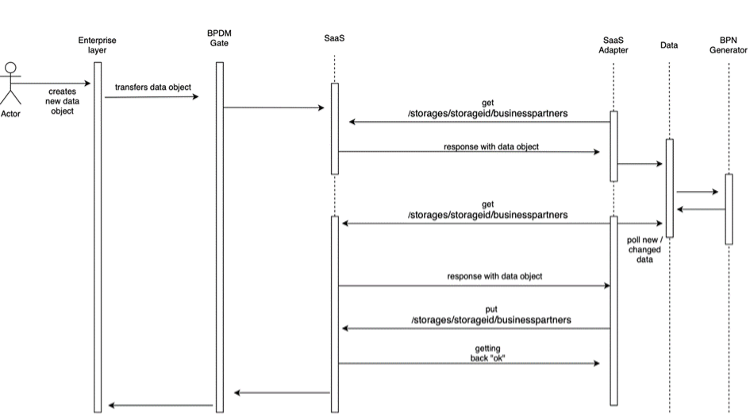 Enterprise
layer
BPDM
Gate
SaaS
SaaS
Adapter
Data
BPN
Generator
Actor
creates
new data
object
transfers data object
get
/storages/storageid/businesspartners
response with data object
get
/storages/storageid/businesspartners
poll new /
changed
data
response with data object
put
/storages/storageid/businesspartners
getting
back "ok"